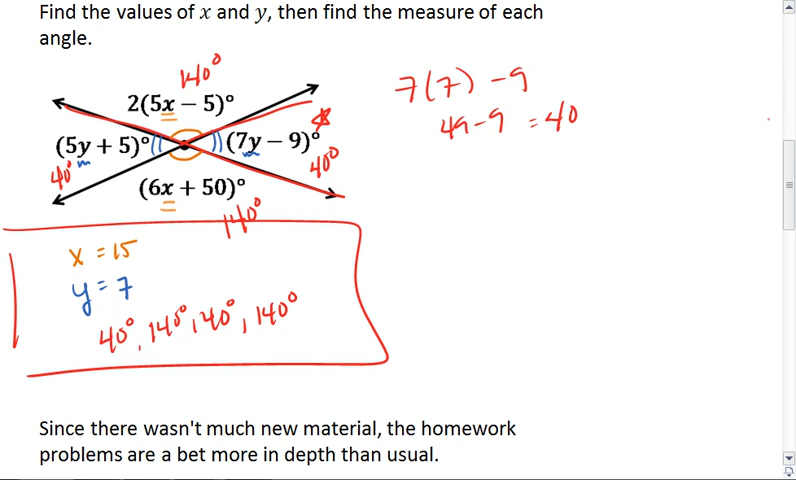 Find the values of x and y, then find the measure of each
angle.
140°
2(5x − 5)°
(5y + 5)°
(7y − 9)°
40°
40°
(6x + 50)°
140°
7(7) − 9
49 − 9 = 40
x = 15
y = 7
40°, 140°, 40°, 140°
Since there wasn't much new material, the homework
problems are a bet more in depth than usual.